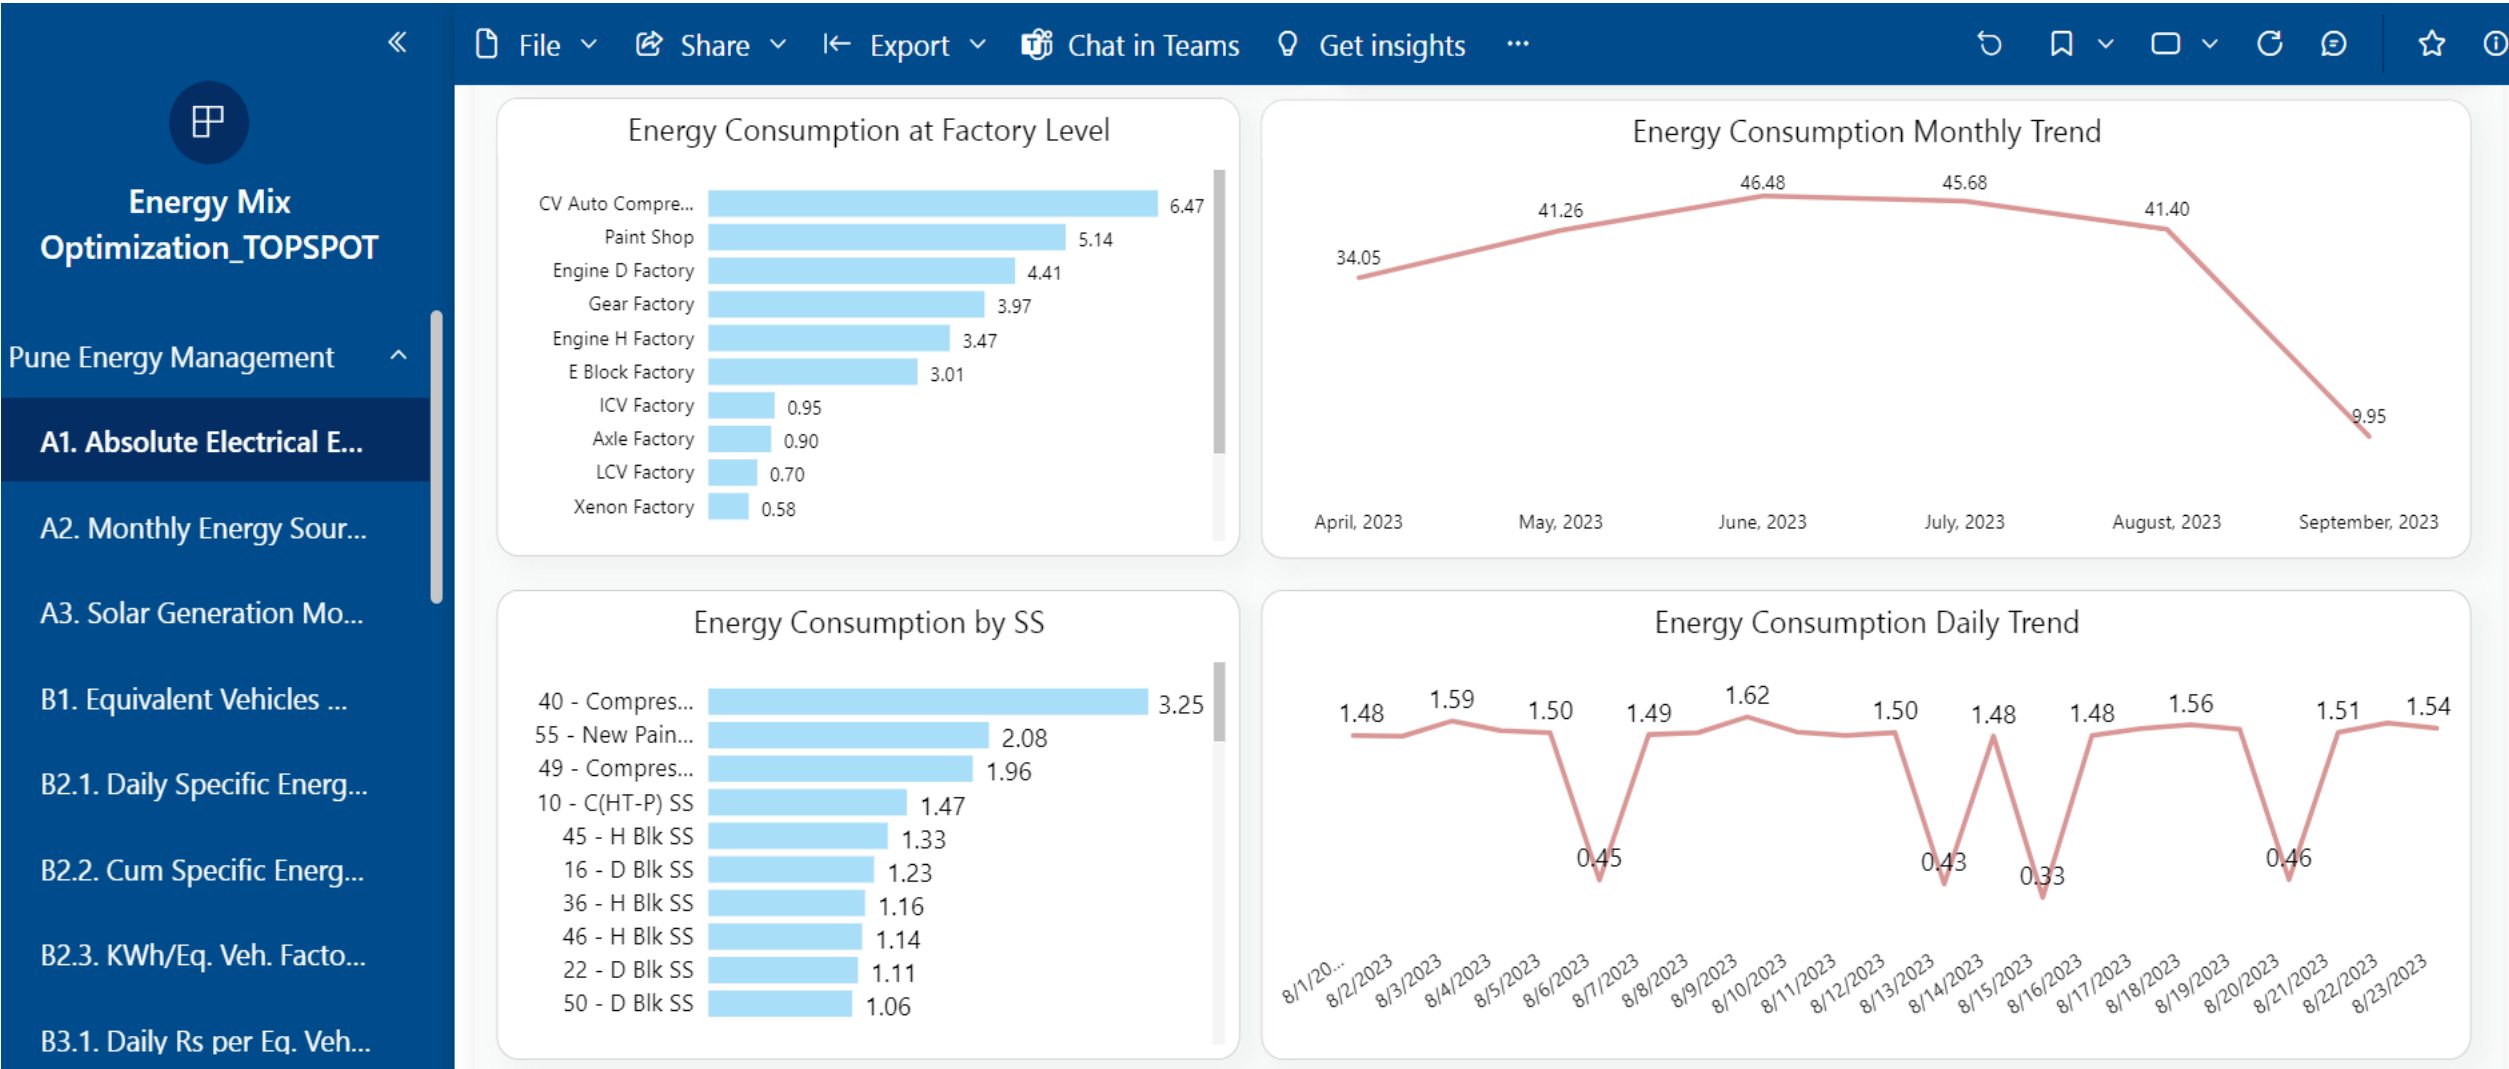 File
Share
Export
Chat in Teams
Get insights
Energy Mix
Optimization_TOPSPOT
Pune Energy Management
A1. Absolute Electrical E...
A2. Monthly Energy Sour...
A3. Solar Generation Mo...
B1. Equivalent Vehicles ...
B2.1. Daily Specific Energ...
B2.2. Cum Specific Energ...
B2.3. KWh/Eq. Veh. Facto...
B3.1. Daily Rs per Eq. Veh...
Energy Consumption at Factory Level
CV Auto Compre... 6.47
Paint Shop 5.14
Engine D Factory 4.41
Gear Factory 3.97
Engine H Factory 3.47
E Block Factory 3.01
ICV Factory 0.95
Axle Factory 0.90
LCV Factory 0.70
Xenon Factory 0.58
Energy Consumption Monthly Trend
34.05 41.26 46.48 45.68 41.40 9.95
April, 2023 May, 2023 June, 2023 July, 2023 August, 2023 September, 2023
Energy Consumption by SS
40 - Compres... 3.25
55 - New Pain... 2.08
49 - Compres... 1.96
10 - C(HT-P) SS 1.47
45 - H Blk SS 1.33
16 - D Blk SS 1.23
36 - H Blk SS 1.16
46 - H Blk SS 1.14
22 - D Blk SS 1.11
50 - D Blk SS 1.06
Energy Consumption Daily Trend
1.48 1.59 1.50 0.45 1.49 1.62 1.50 0.43 1.48 0.33 1.48 1.56 0.46 1.51 1.54
8/1/20... 8/2/2023 8/3/2023 8/4/2023 8/5/2023 8/6/2023 8/7/2023 8/8/2023 8/9/2023 8/10/2023 8/11/2023 8/12/2023 8/13/2023 8/14/2023 8/15/2023 8/16/2023 8/17/2023 8/18/2023 8/19/2023 8/20/2023 8/21/2023 8/22/2023 8/23/2023